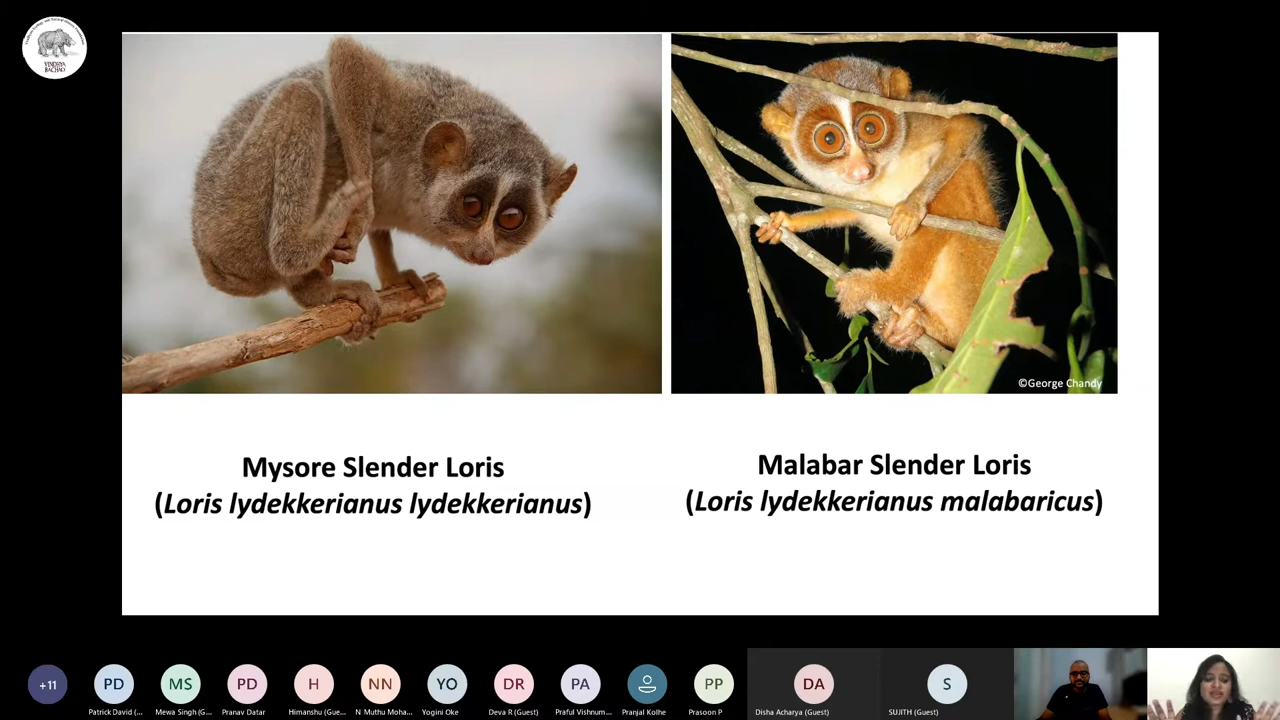 VINDHYA
BACHAO
©George Chandy
Mysore Slender Loris
(Loris lydekkerianus lydekkerianus)
Malabar Slender Loris
(Loris lydekkerianus malabaricus)
+11
PD
MS
PD
H
NN
YO
DR
PA
PP
DA
S
Patrick David (...
Mewa Singh (G...
Pranav Datar
Himanshu (Gue...
N Muthu Moha...
Yogini Oke
Deva R (Guest)
Praful Vishnum...
Pranjal Kolhe
Prasoon P
Disha Acharya (Guest)
SUJITH (Guest)